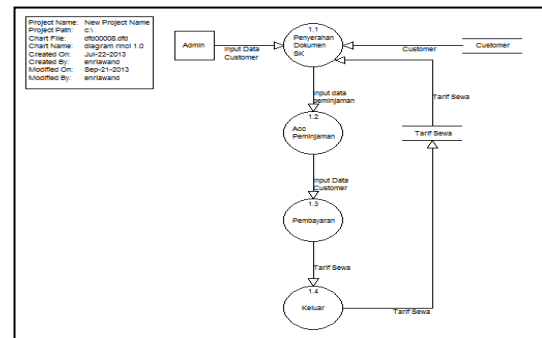 Project Name: New Project Name
Project Path: c:\
Chart File: dfd00008.dfd
Chart Name: diagram rinci 1.0
Created On: Jul-22-2013
Created By: enriawand
Modified On: Sep-21-2013
Modified By: enriawand
Admin
Input Data
Customer
1.1
Penyerahan
Dokumen
SK
Customer
Customer
Input data
peminjaman
Tarif Sewa
1.2
Acc
Peminjaman
Tarif Sewa
Input Data
Customer
1.3
Pembayaran
Tarif Sewa
1.4
Keluar
Tarif Sewa